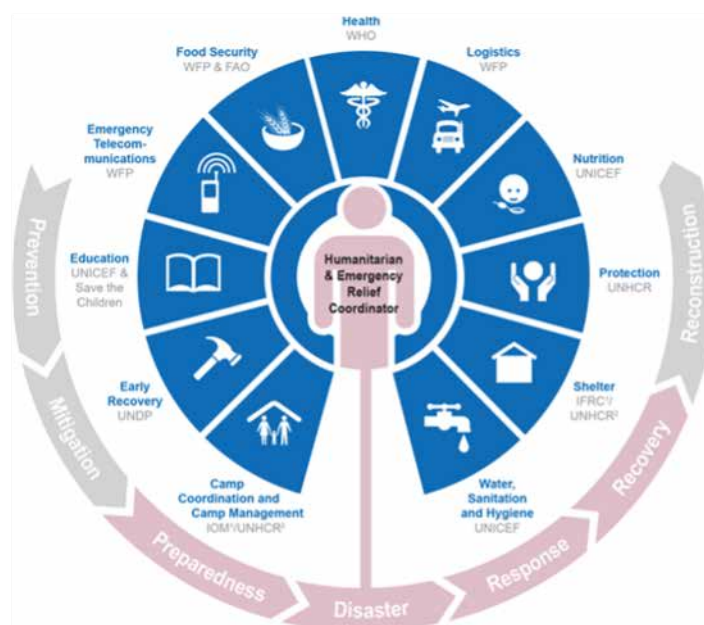 Health
WHO
Logistics
WFP
Nutrition
UNICEF
Protection
UNHCR
Shelter
IFRC¹/
UNHCR²
Water,
Sanitation
and Hygiene
UNICEF
Camp
Coordination and
Camp Management
IOM¹/UNHCR²
Early
Recovery
UNDP
Education
UNICEF &
Save the
Children
Emergency
Telecom-
munications
WFP
Food Security
WFP & FAO
Humanitarian
& Emergency
Relief
Coordinator
Prevention
Mitigation
Preparedness
Disaster
Response
Recovery
Reconstruction